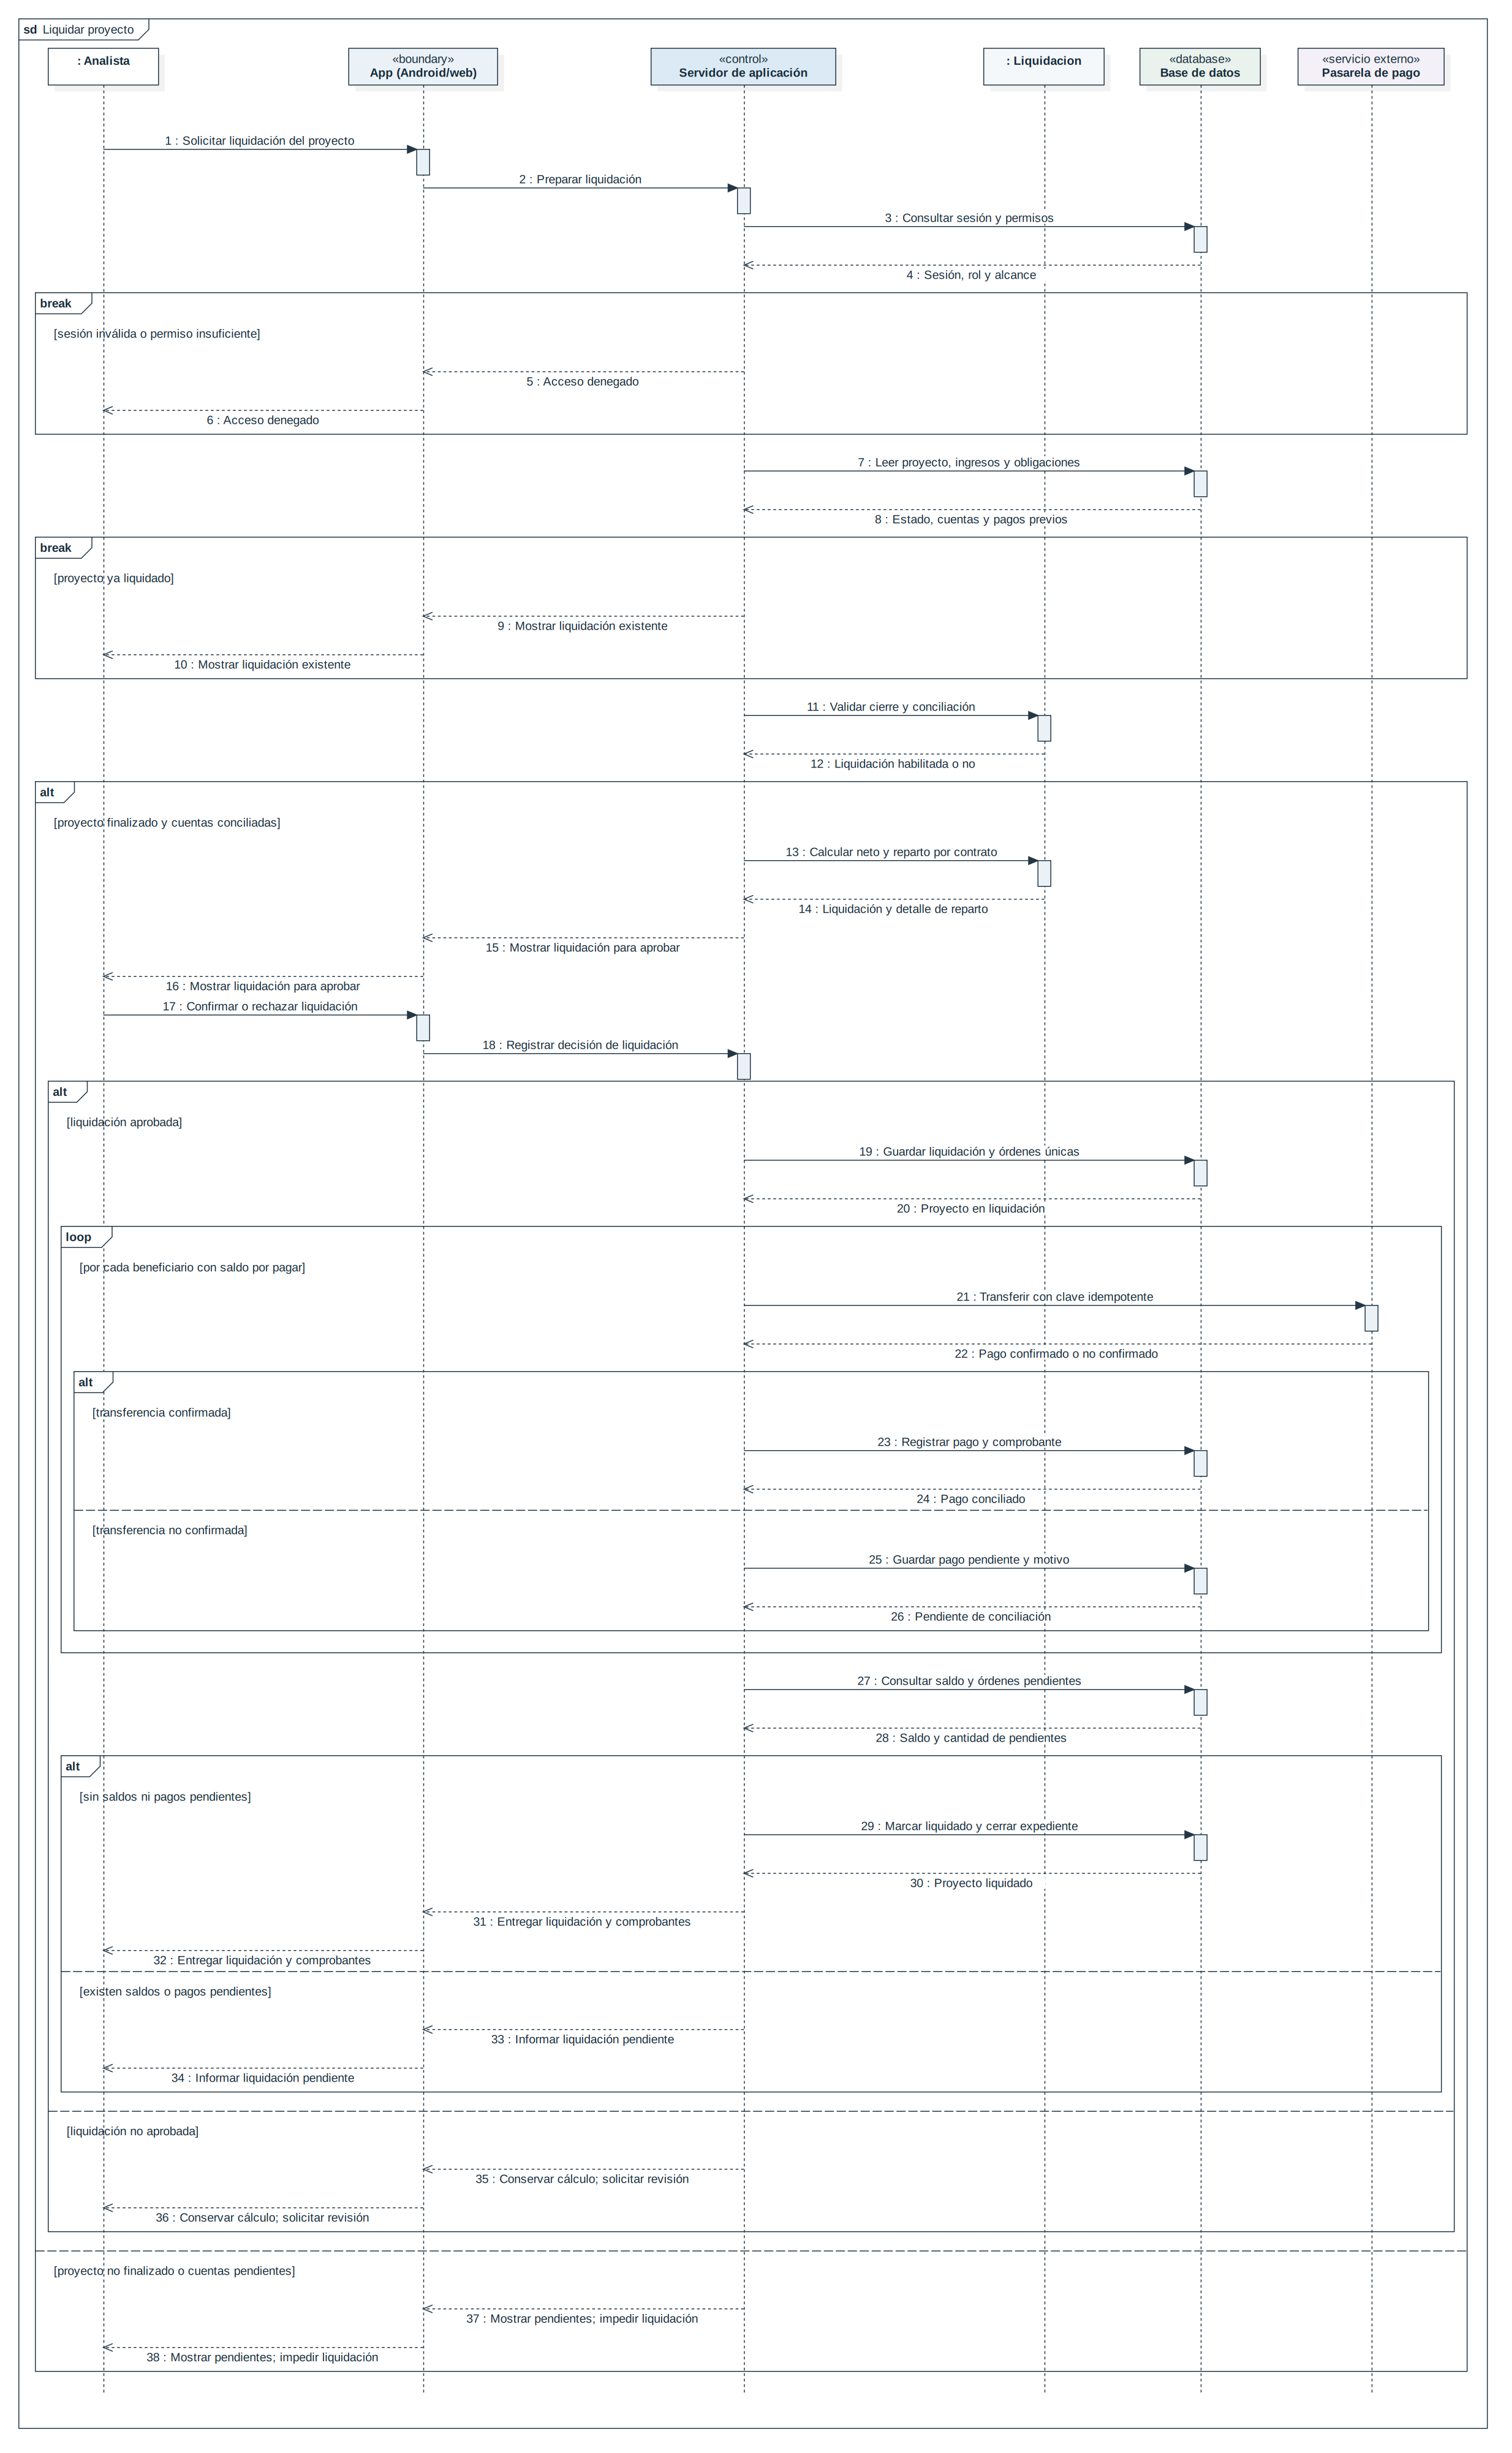 sd Liquidar proyecto
: Analista
«boundary»
App (Android/web)
«control»
Servidor de aplicación
: Liquidacion
«database»
Base de datos
«servicio externo»
Pasarela de pago
1 : Solicitar liquidación del proyecto
2 : Preparar liquidación
3 : Consultar sesión y permisos
4 : Sesión, rol y alcance
break
[sesión inválida o permiso insuficiente]
5 : Acceso denegado
6 : Acceso denegado
7 : Leer proyecto, ingresos y obligaciones
8 : Estado, cuentas y pagos previos
break
[proyecto ya liquidado]
9 : Mostrar liquidación existente
10 : Mostrar liquidación existente
11 : Validar cierre y conciliación
12 : Liquidación habilitada o no
alt
[proyecto finalizado y cuentas conciliadas]
13 : Calcular neto y reparto por contrato
14 : Liquidación y detalle de reparto
15 : Mostrar liquidación para aprobar
16 : Mostrar liquidación para aprobar
17 : Confirmar o rechazar liquidación
18 : Registrar decisión de liquidación
alt
[liquidación aprobada]
19 : Guardar liquidación y órdenes únicas
20 : Proyecto en liquidación
loop
[por cada beneficiario con saldo por pagar]
21 : Transferir con clave idempotente
22 : Pago confirmado o no confirmado
alt
[transferencia confirmada]
23 : Registrar pago y comprobante
24 : Pago conciliado
[transferencia no confirmada]
25 : Guardar pago pendiente y motivo
26 : Pendiente de conciliación
27 : Consultar saldo y órdenes pendientes
28 : Saldo y cantidad de pendientes
alt
[sin saldos ni pagos pendientes]
29 : Marcar liquidado y cerrar expediente
30 : Proyecto liquidado
31 : Entregar liquidación y comprobantes
32 : Entregar liquidación y comprobantes
[existen saldos o pagos pendientes]
33 : Informar liquidación pendiente
34 : Informar liquidación pendiente
[liquidación no aprobada]
35 : Conservar cálculo; solicitar revisión
36 : Conservar cálculo; solicitar revisión
[proyecto no finalizado o cuentas pendientes]
37 : Mostrar pendientes; impedir liquidación
38 : Mostrar pendientes; impedir liquidación